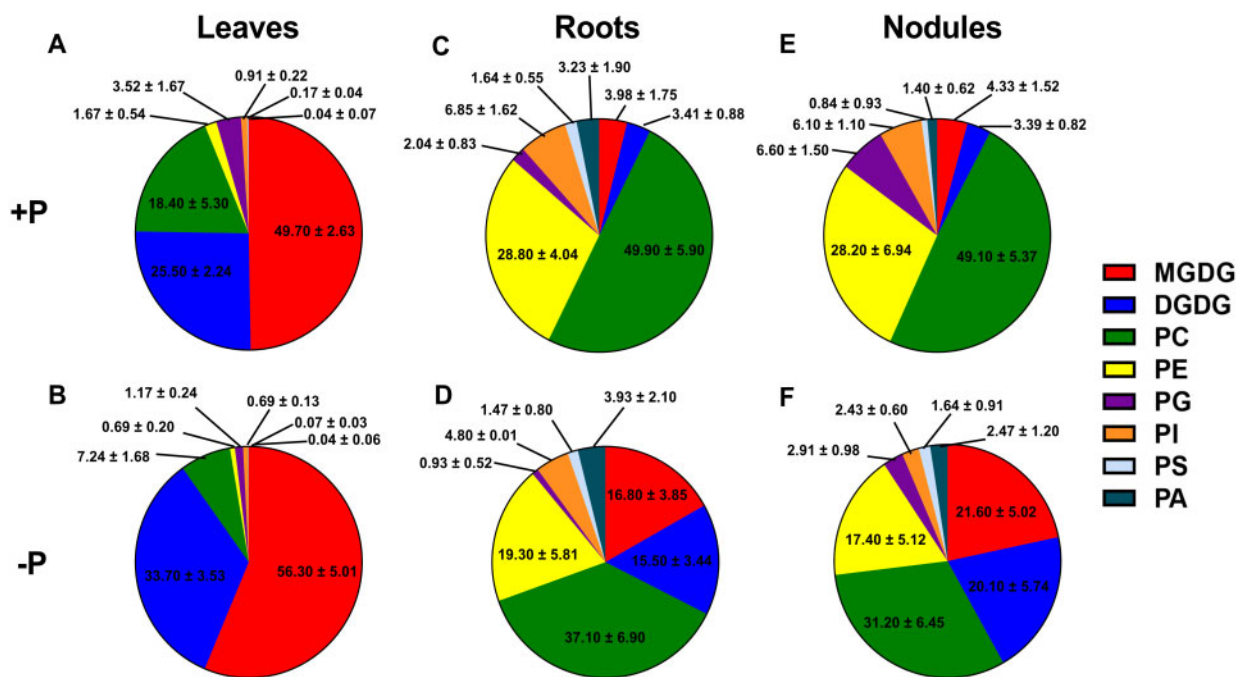 Leaves
Roots
Nodules
A
C
E
+P
0.91 ± 0.22
3.52 ± 1.67
0.17 ± 0.04
1.67 ± 0.54
0.04 ± 0.07
18.40 ± 5.30
49.70 ± 2.63
25.50 ± 2.24
3.23 ± 1.90
1.64 ± 0.55
3.98 ± 1.75
6.85 ± 1.62
3.41 ± 0.88
2.04 ± 0.83
28.80 ± 4.04
49.90 ± 5.90
1.40 ± 0.62
4.33 ± 1.52
0.84 ± 0.93
3.39 ± 0.82
6.10 ± 1.10
6.60 ± 1.50
28.20 ± 6.94
49.10 ± 5.37
MGDG
DGDG
PC
PE
PG
PI
PS
PA
B
D
F
-P
1.17 ± 0.24
0.69 ± 0.13
0.69 ± 0.20
0.07 ± 0.03
0.04 ± 0.06
7.24 ± 1.68
33.70 ± 3.53
56.30 ± 5.01
3.93 ± 2.10
1.47 ± 0.80
4.80 ± 0.01
0.93 ± 0.52
16.80 ± 3.85
19.30 ± 5.81
15.50 ± 3.44
37.10 ± 6.90
2.43 ± 0.60
1.64 ± 0.91
2.91 ± 0.98
2.47 ± 1.20
21.60 ± 5.02
17.40 ± 5.12
20.10 ± 5.74
31.20 ± 6.45